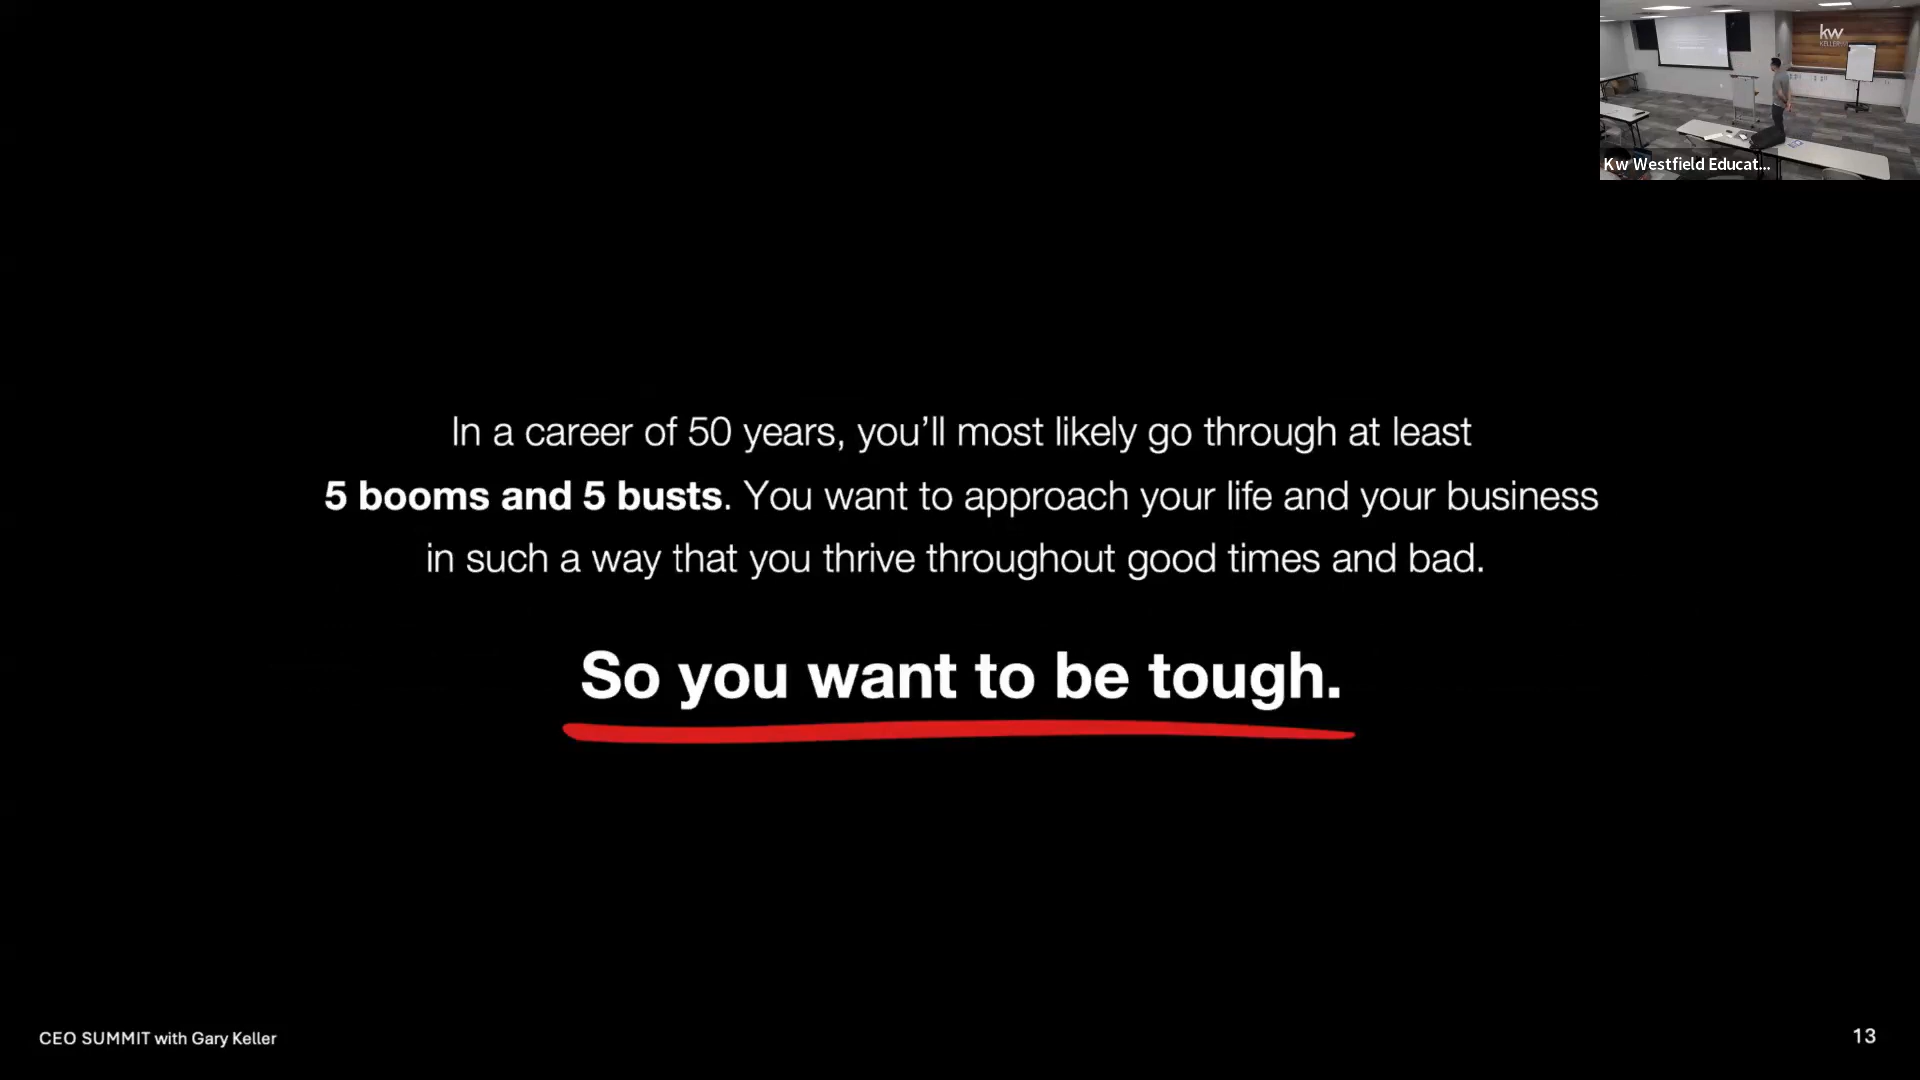 kw
Kw Westfield Educat...
In a career of 50 years, you’ll most likely go through at least
5 booms and 5 busts. You want to approach your life and your business
in such a way that you thrive throughout good times and bad.
So you want to be tough.
CEO SUMMIT with Gary Keller
13